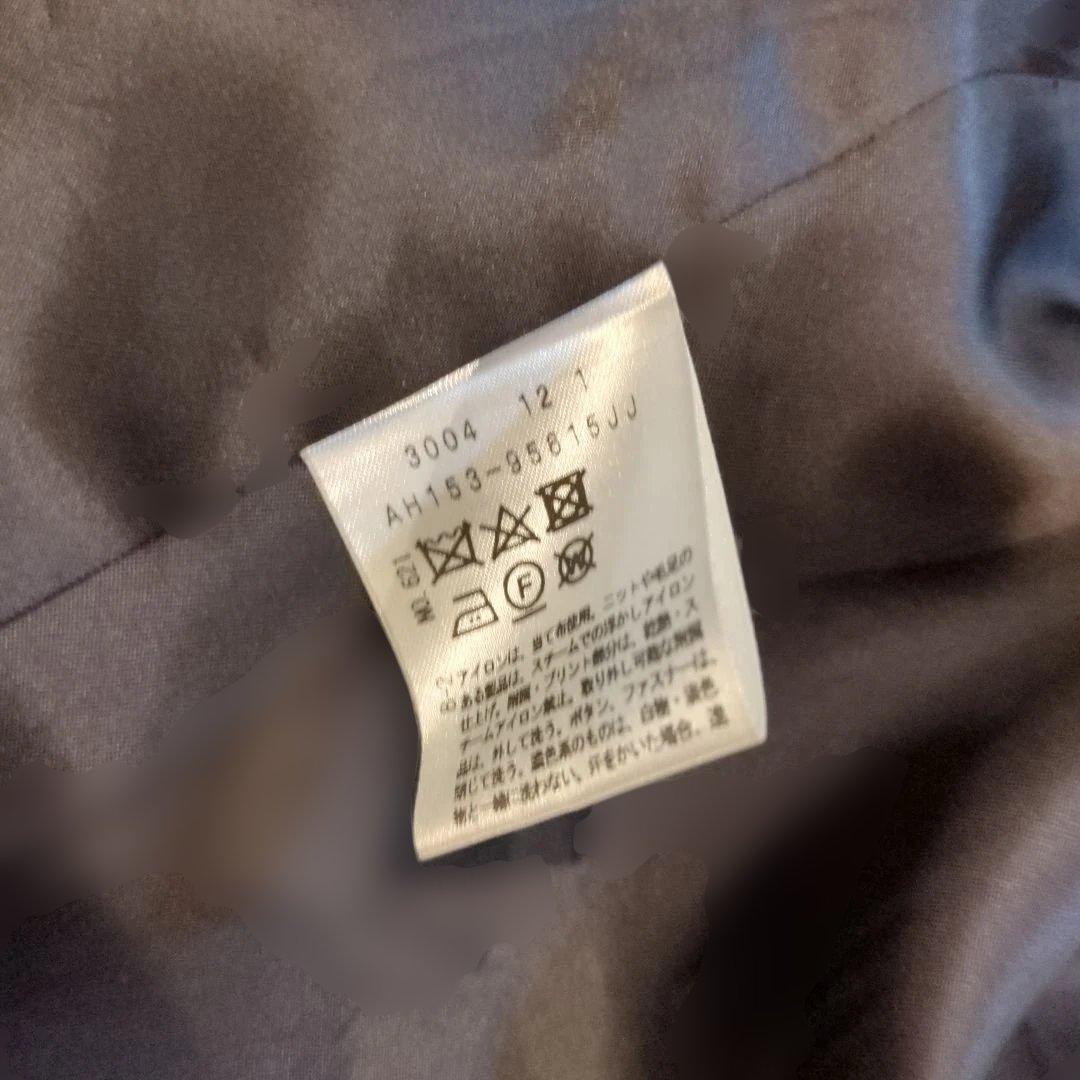 3004 12 1
AH153-95615JJ
NO. 621
F
W
8-2
アイロンは、当て布使用。ニットや毛足の
ある製品は、スチームでの浮かしアイロン
仕上げ。樹脂・プリント部分は、乾熱・ス
チームアイロン禁止。取り外し可能な附属
品は、外して洗う。ボタン、ファスナーは、
閉じて洗う。濃色系のものは、白物・淡色
物と一緒に洗わない。汗をかいた場合、速